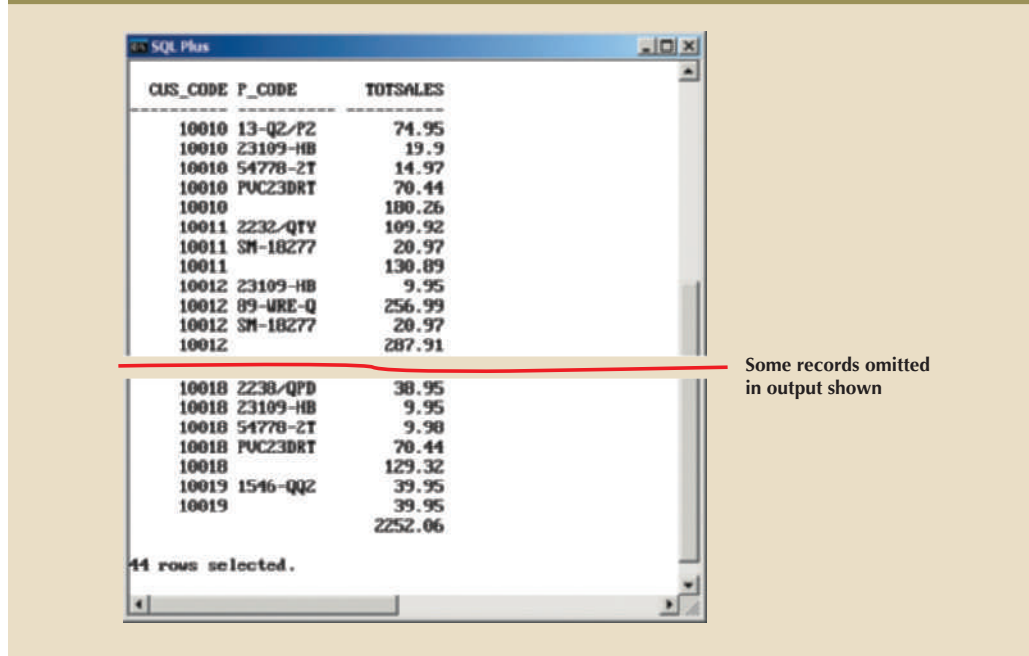 SQL Plus
CUS_CODE P_CODE TOTSALES
---------- ---------- ----------
10010 13-Q2/P2 74.95
10010 23109-HB 19.9
10010 54778-2T 14.97
10010 PVC23DRT 70.44
10010 180.26
10011 2232/QTY 109.92
10011 SM-18277 20.97
10011 130.89
10012 23109-HB 9.95
10012 89-WRE-Q 256.99
10012 SM-18277 20.97
10012 287.91
Some records omitted
in output shown
10018 2238/QPD 38.95
10018 23109-HB 9.95
10018 54778-2T 9.98
10018 PVC23DRT 70.44
10018 129.32
10019 1546-QQ2 39.95
10019 39.95
2252.06
44 rows selected.